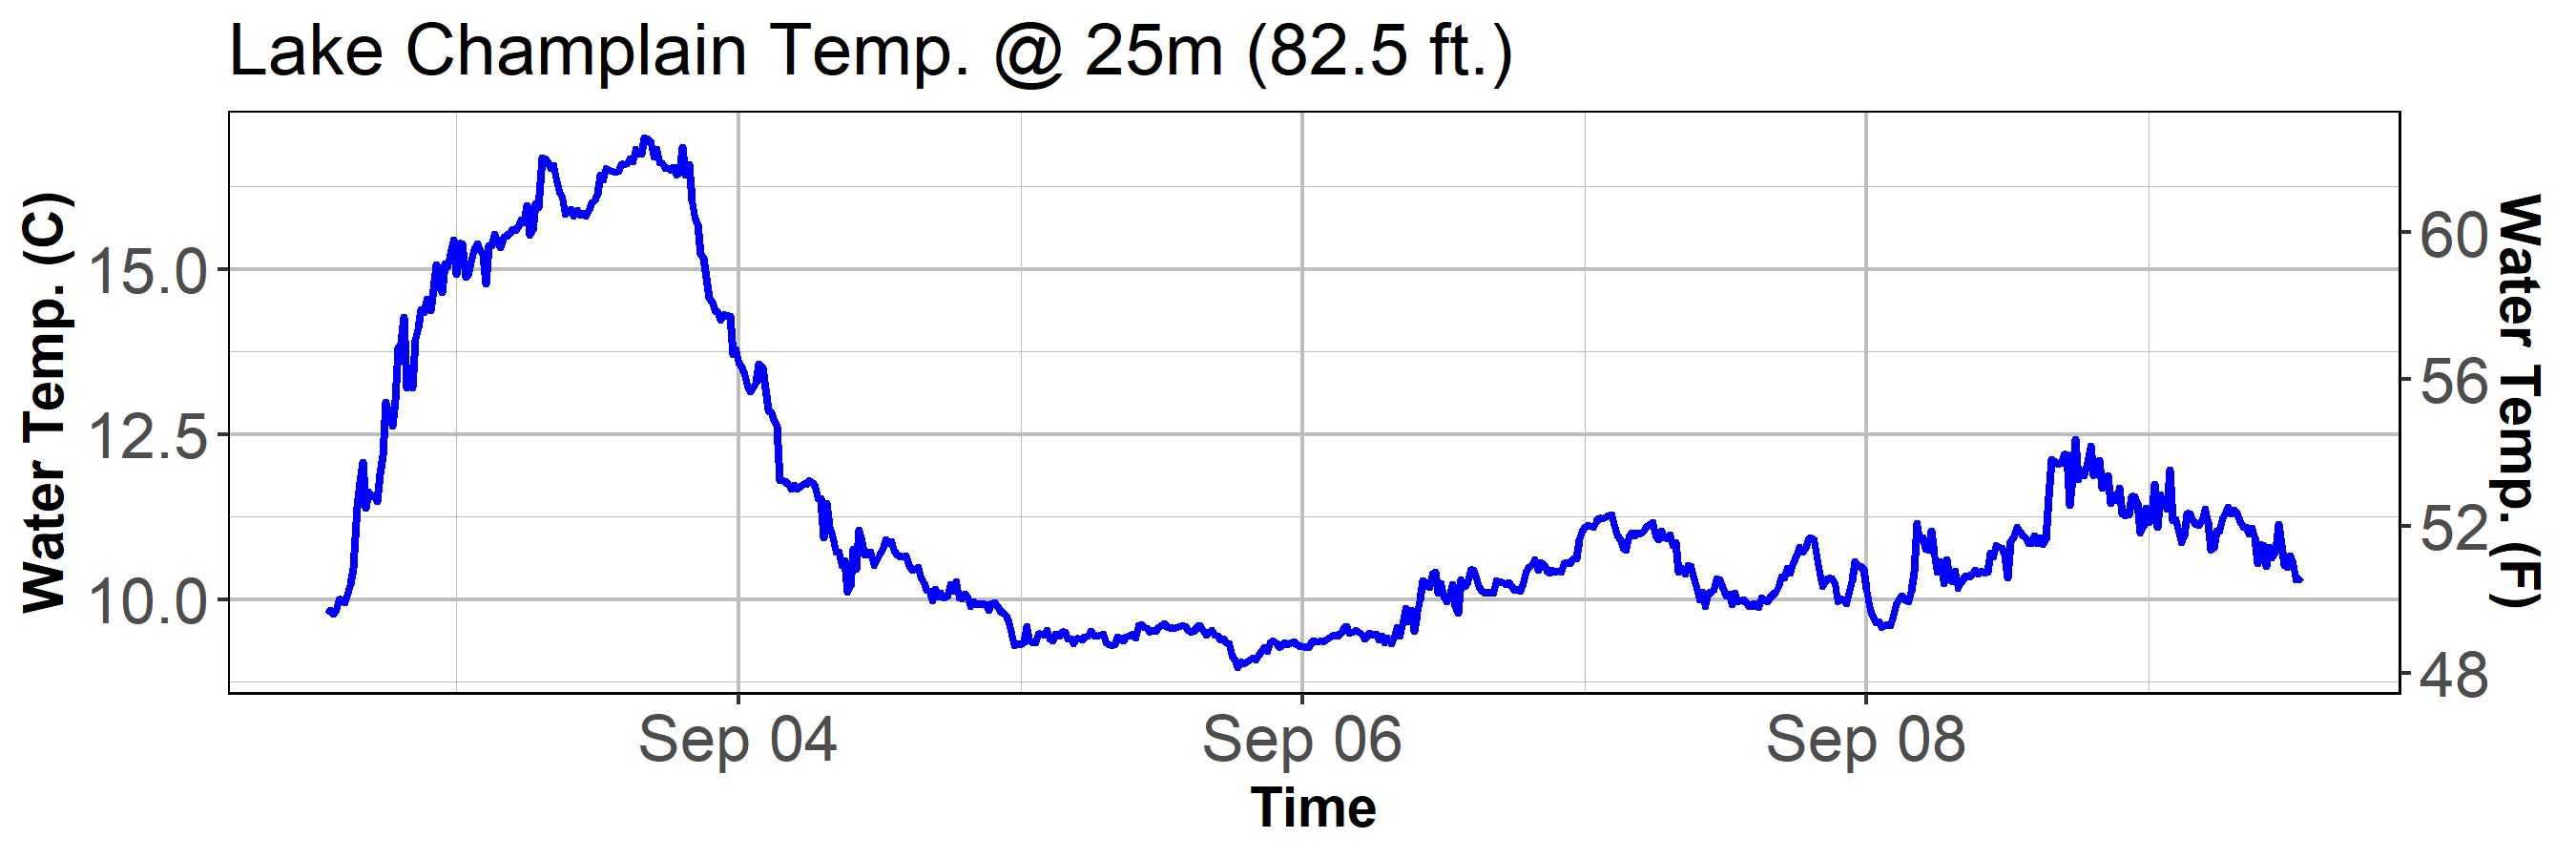 Lake Champlain Temp. @ 25m (82.5 ft.)
Water Temp. (C)
15.0
12.5
10.0
60
56
52
48
Water Temp. (F)
Sep 04
Sep 06
Sep 08
Time